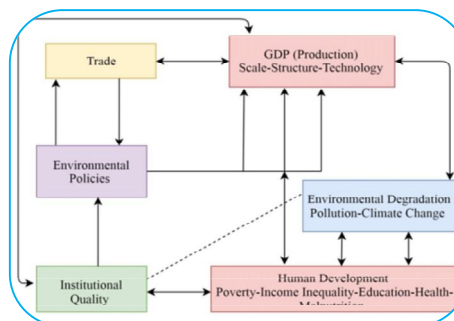 GDP (Production)
Scale-Structure-Technology
Trade
Environmental
Policies
Environmental Degradation
Pollution-Climate Change
Institutional
Quality
Human Development
Poverty-Income Inequality-Education-Health-
Malnutrition